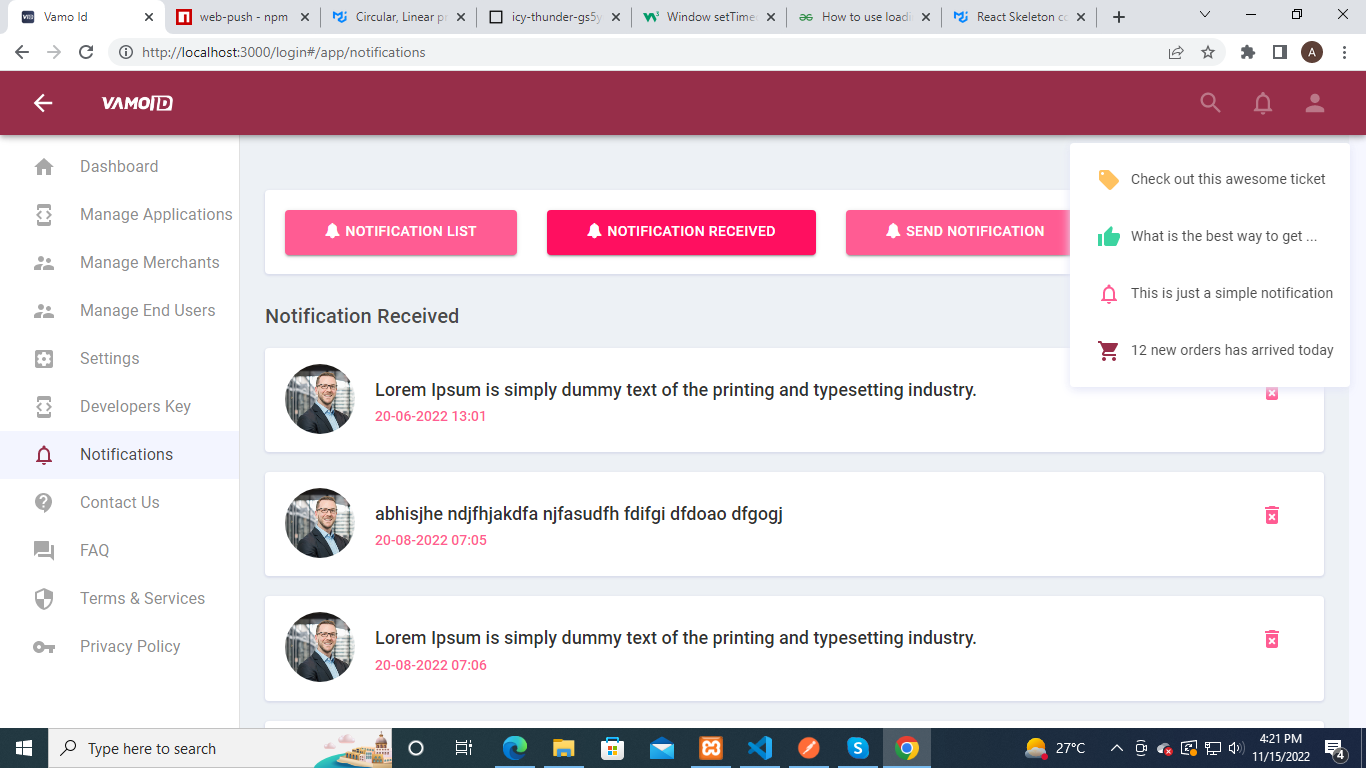 Vamo Id
web-push - npm
Circular, Linear pr
icy-thunder-gs5y
Window setTime
How to use loadi
React Skeleton co
http://localhost:3000/login#/app/notifications
A
VAMOID
Dashboard
Manage Applications
Manage Merchants
Manage End Users
Settings
Developers Key
Notifications
Contact Us
FAQ
Terms & Services
Privacy Policy
NOTIFICATION LIST
NOTIFICATION RECEIVED
SEND NOTIFICATION
Check out this awesome ticket
What is the best way to get ...
This is just a simple notification
12 new orders has arrived today
Notification Received
Lorem Ipsum is simply dummy text of the printing and typesetting industry.
20-06-2022 13:01
abhisjhe ndjfhjakdfa njfasudfh fdifgi dfdoao dfgogj
20-08-2022 07:05
Lorem Ipsum is simply dummy text of the printing and typesetting industry.
20-08-2022 07:06
Type here to search
27°C
4:21 PM
11/15/2022
4